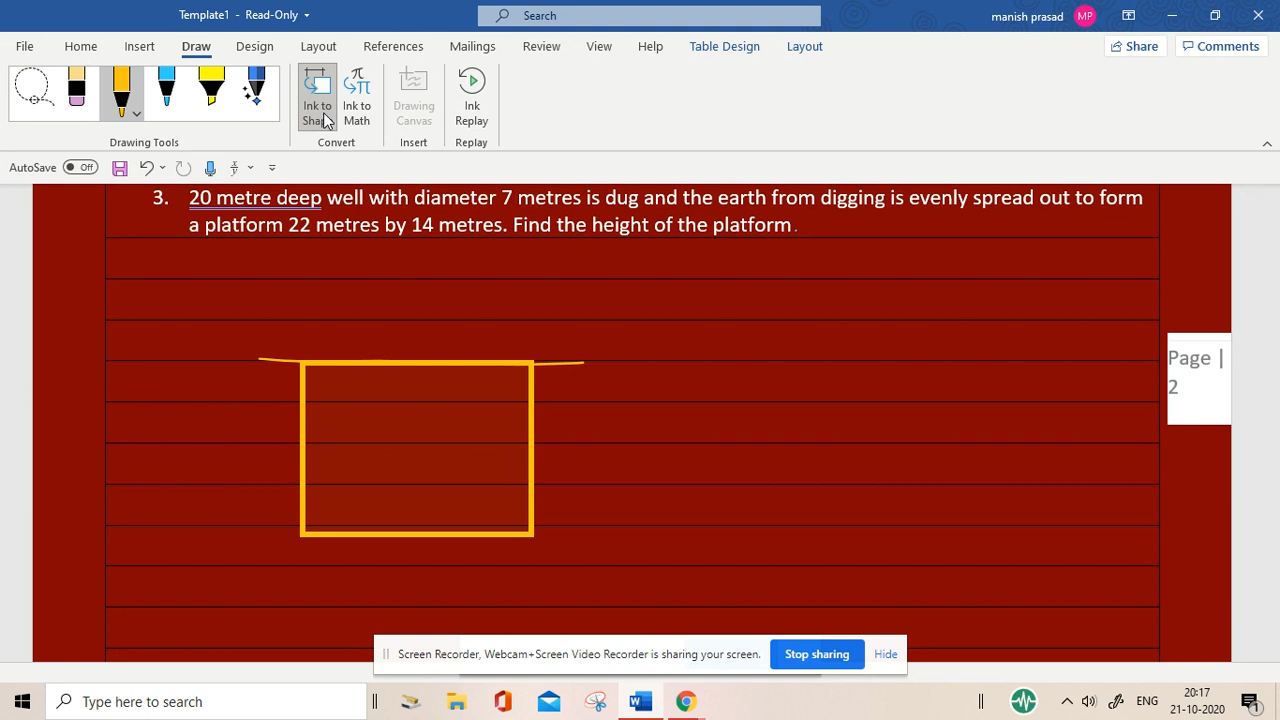 Template1 - Read-Only
Search
manish prasad
MP
File Home Insert Draw Design Layout References Mailings Review View Help Table Design Layout
Share
Comments
Ink to Shape
Ink to Math
Drawing Canvas
Ink Replay
Drawing Tools
Convert
Insert
Replay
AutoSave Off
3. 20 metre deep well with diameter 7 metres is dug and the earth from digging is evenly spread out to form
a platform 22 metres by 14 metres. Find the height of the platform.
Page |
2
Screen Recorder, Webcam+Screen Video Recorder is sharing your screen.
Stop sharing
Hide
Type here to search
ENG
20:17
21-10-2020